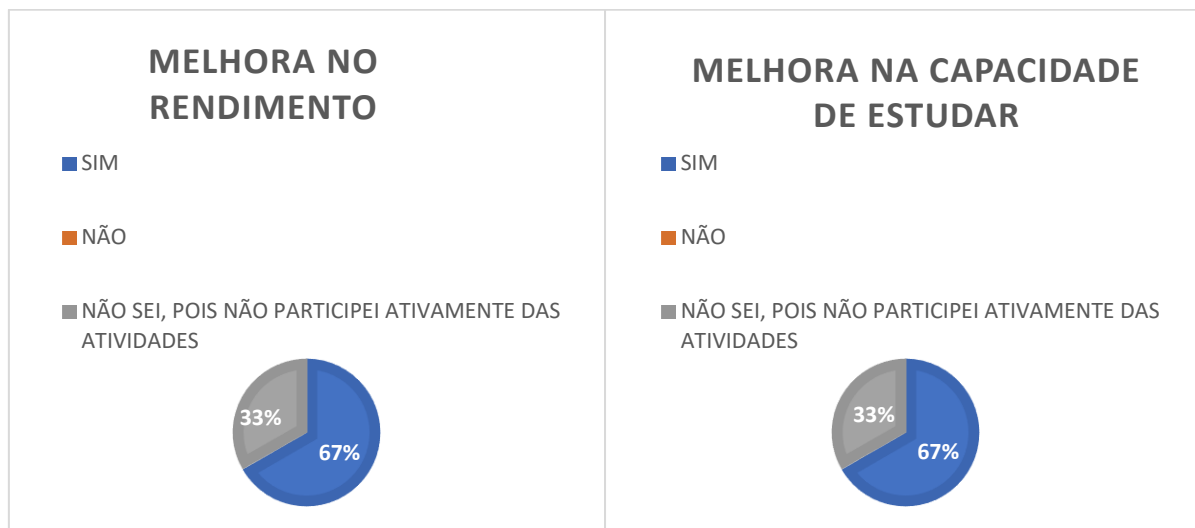 MELHORA NO
RENDIMENTO
SIM
NÃO
NÃO SEI, POIS NÃO PARTICIPEI ATIVAMENTE DAS
ATIVIDADES
33%
67%
MELHORA NA CAPACIDADE
DE ESTUDAR
SIM
NÃO
NÃO SEI, POIS NÃO PARTICIPEI ATIVAMENTE DAS
ATIVIDADES
33%
67%